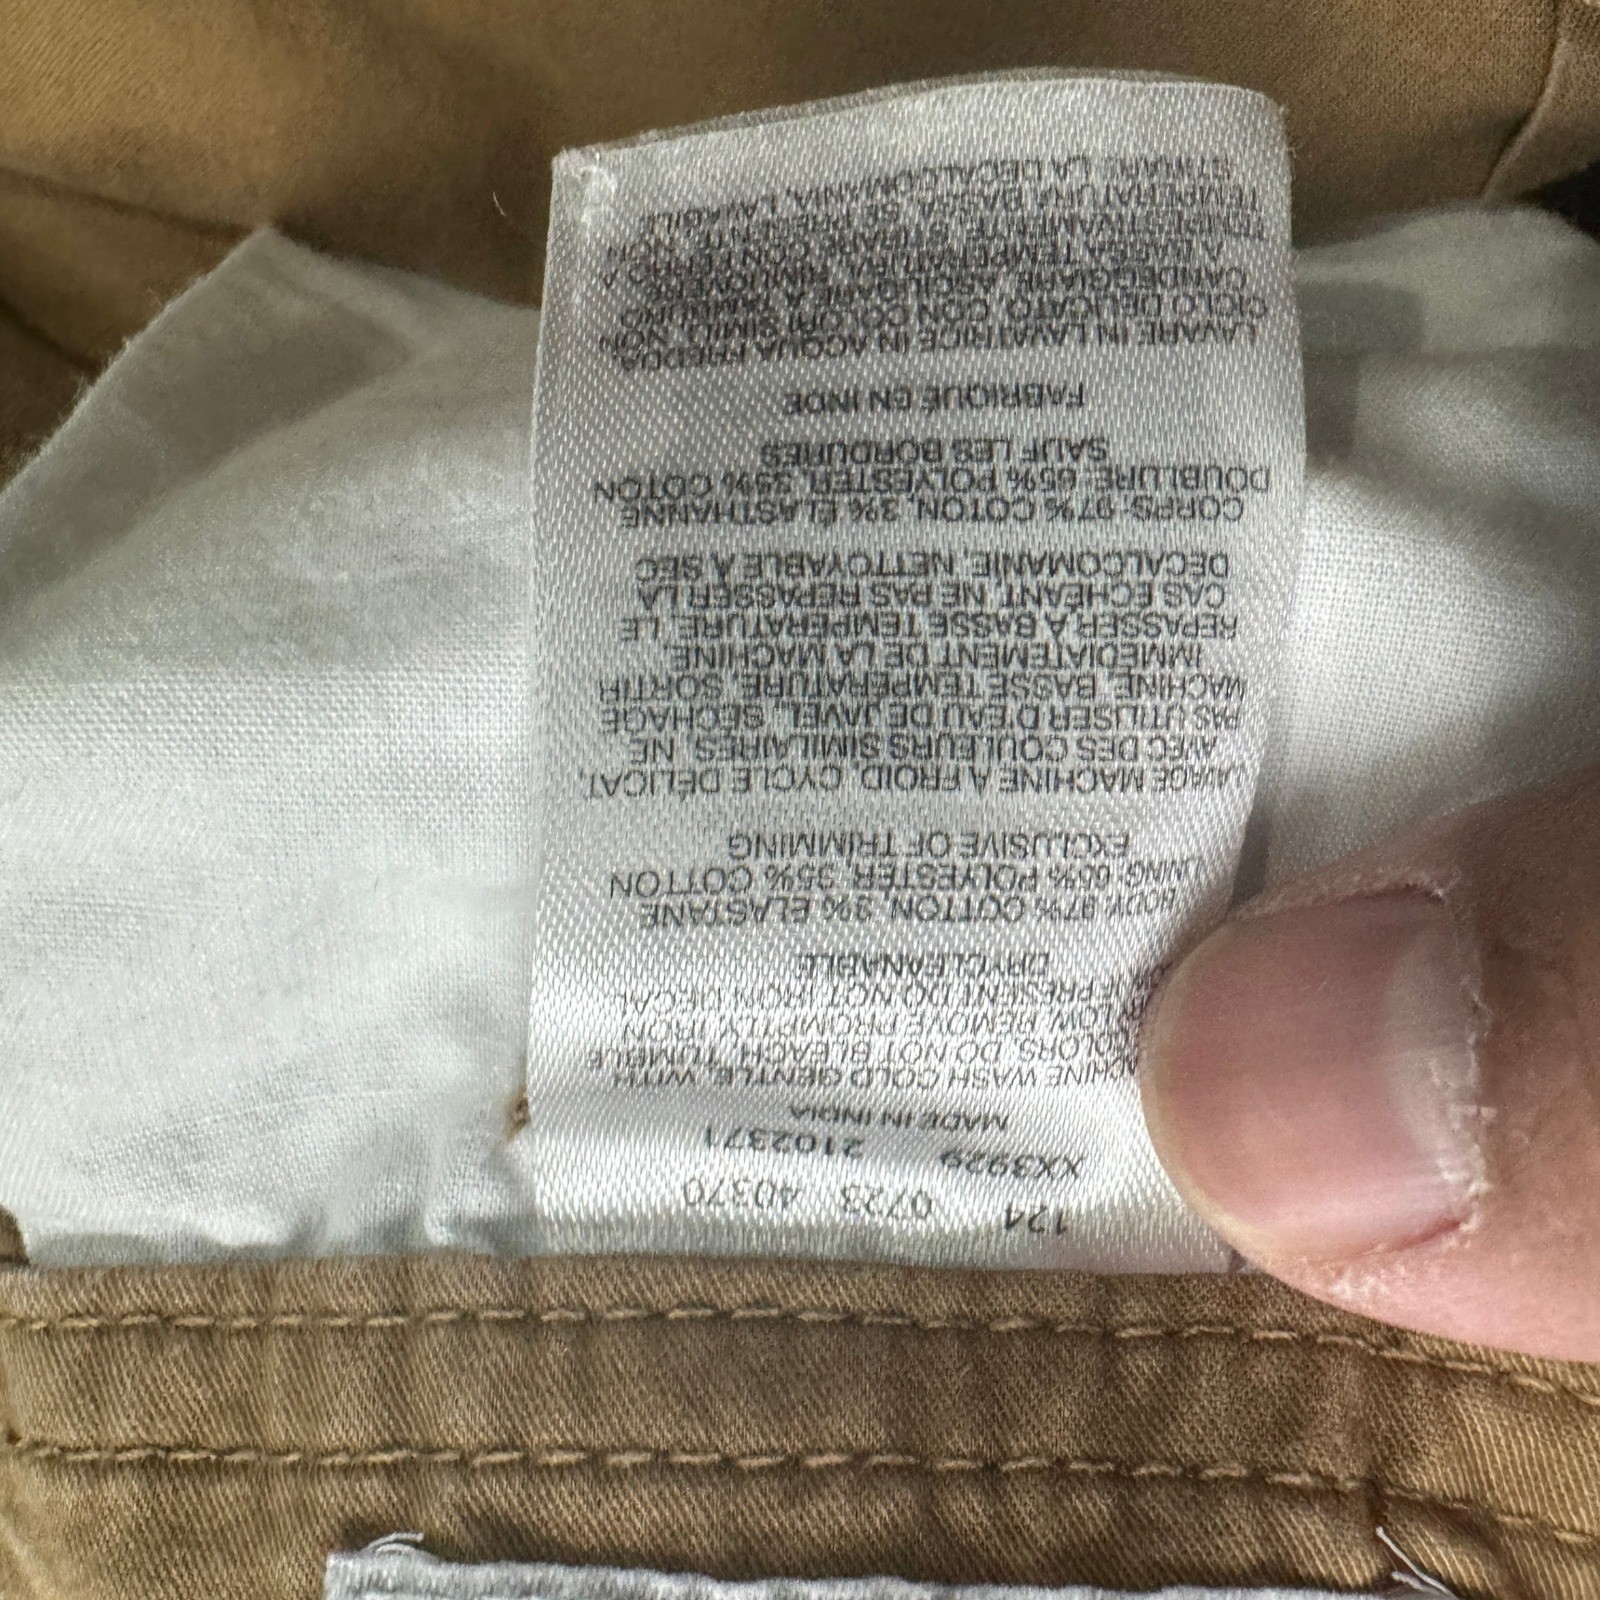 124 0723 40370
XX3929 2102371
MADE IN INDIA
MACHINE WASH COLD GENTLE, WITH
COLORS, DO NOT BLEACH, TUMBLE
LOW, REMOVE PROMPTLY, IRON
PRESENT, DO NOT IRON DECAL
DRYCLEANABLE
BODY: 97% COTTON, 3% ELASTANE
LINING: 65% POLYESTER, 35% COTTON
EXCLUSIVE OF TRIMMING
LAVAGE MACHINE À FROID, CYCLE DÉLICAT,
AVEC DES COULEURS SIMILAIRES, NE
PAS UTILISER D'EAU DE JAVEL, SÉCHAGE
MACHINE, BASSE TEMPÉRATURE, SORTIR
IMMÉDIATEMENT DE LA MACHINE
REPASSER À BASSE TEMPÉRATURE, LE
CAS ÉCHÉANT. NE PAS REPASSER LA
DÉCALCOMANIE, NETTOYABLE À SEC
CORPS: 97% COTON, 3% ÉLASTHANNE
DOUBLURE: 65% POLYESTER, 35% COTON
SAUF LES BORDURES
FABRIQUÉ EN INDE
LAVARE IN LAVATRICE IN ACQUA FREDDA,
CICLO DELICATO, CON COLORI SIMILI, NON
CANDEGGIARE, ASCIUGARE A TAMBURO
A BASSA TEMPERATURA, RIMUOVERE
STIRARE CON FERRO A
TEMPERATURA BASSA, SE PRESENTE, NON
STIRARE LA DECALCOMANIA, LAVABILE